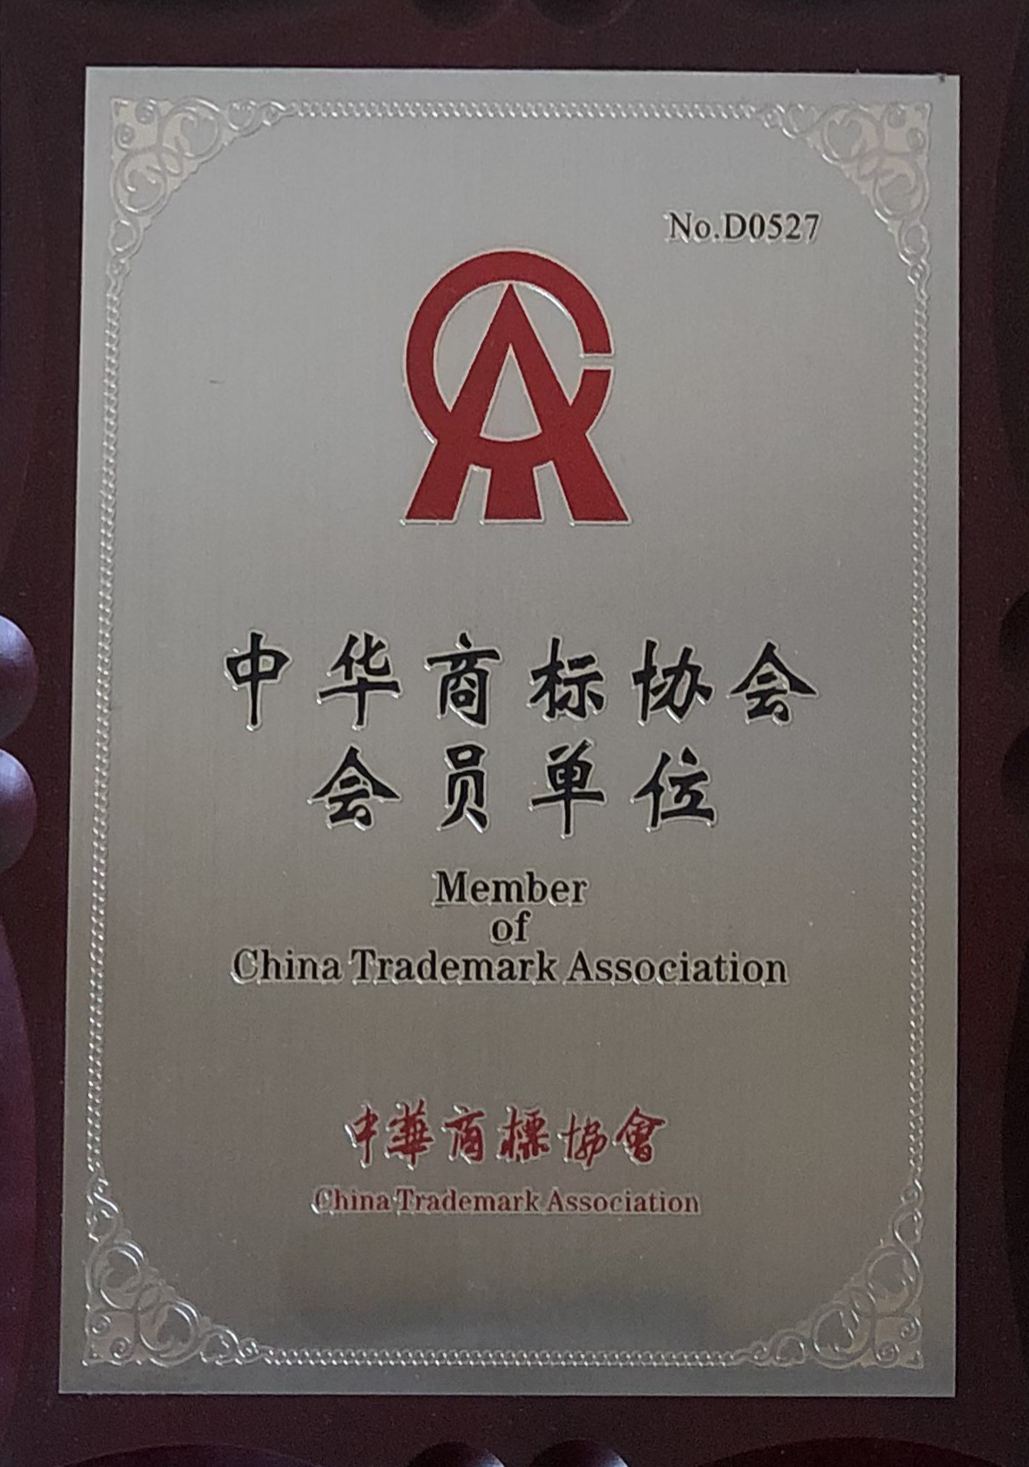 No.D0527
中华商标协会
会员单位
Member
of
China Trademark Association
中華商標協會
China Trademark Association